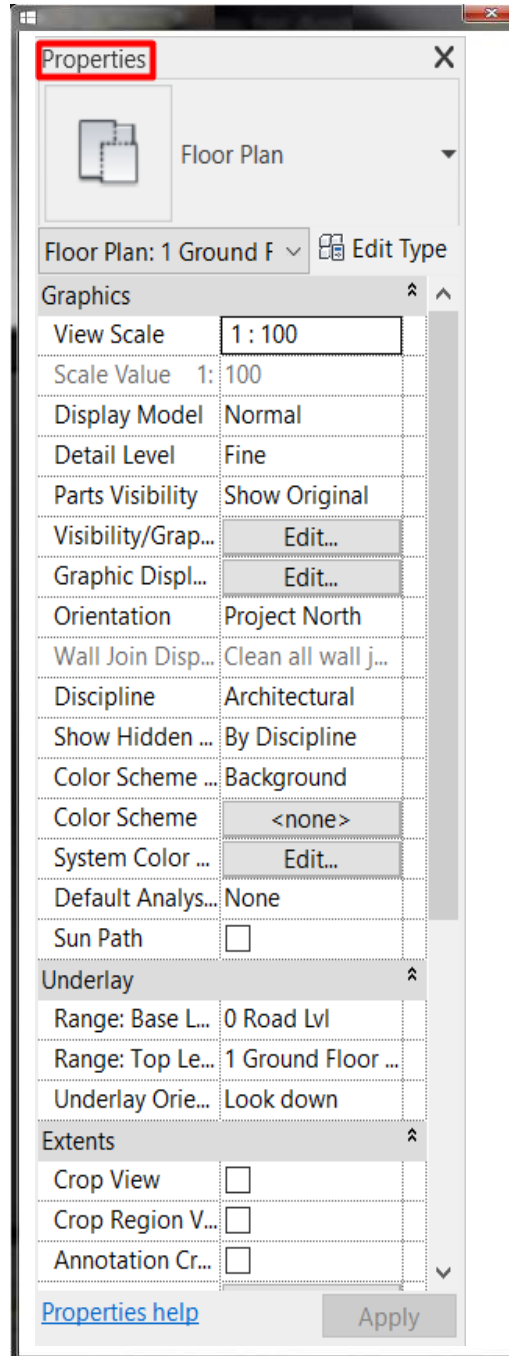 Properties
Floor Plan
Floor Plan: 1 Ground F Edit Type
Graphics
View Scale 1 : 100
Scale Value 1: 100
Display Model Normal
Detail Level Fine
Parts Visibility Show Original
Visibility/Grap... Edit...
Graphic Displ... Edit...
Orientation Project North
Wall Join Disp... Clean all wall j...
Discipline Architectural
Show Hidden ... By Discipline
Color Scheme ... Background
Color Scheme <none>
System Color ... Edit...
Default Analys... None
Sun Path
Underlay
Range: Base L... 0 Road Lvl
Range: Top Le... 1 Ground Floor ...
Underlay Orie... Look down
Extents
Crop View
Crop Region V...
Annotation Cr...
Properties help Apply